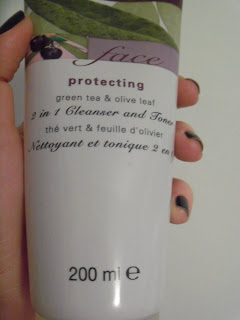 face
protecting
green tea & olive leaf
2 in 1 Cleanser and Toner
thé vert & feuille d'olivier
Nettoyant et tonique 2 en
200 ml e